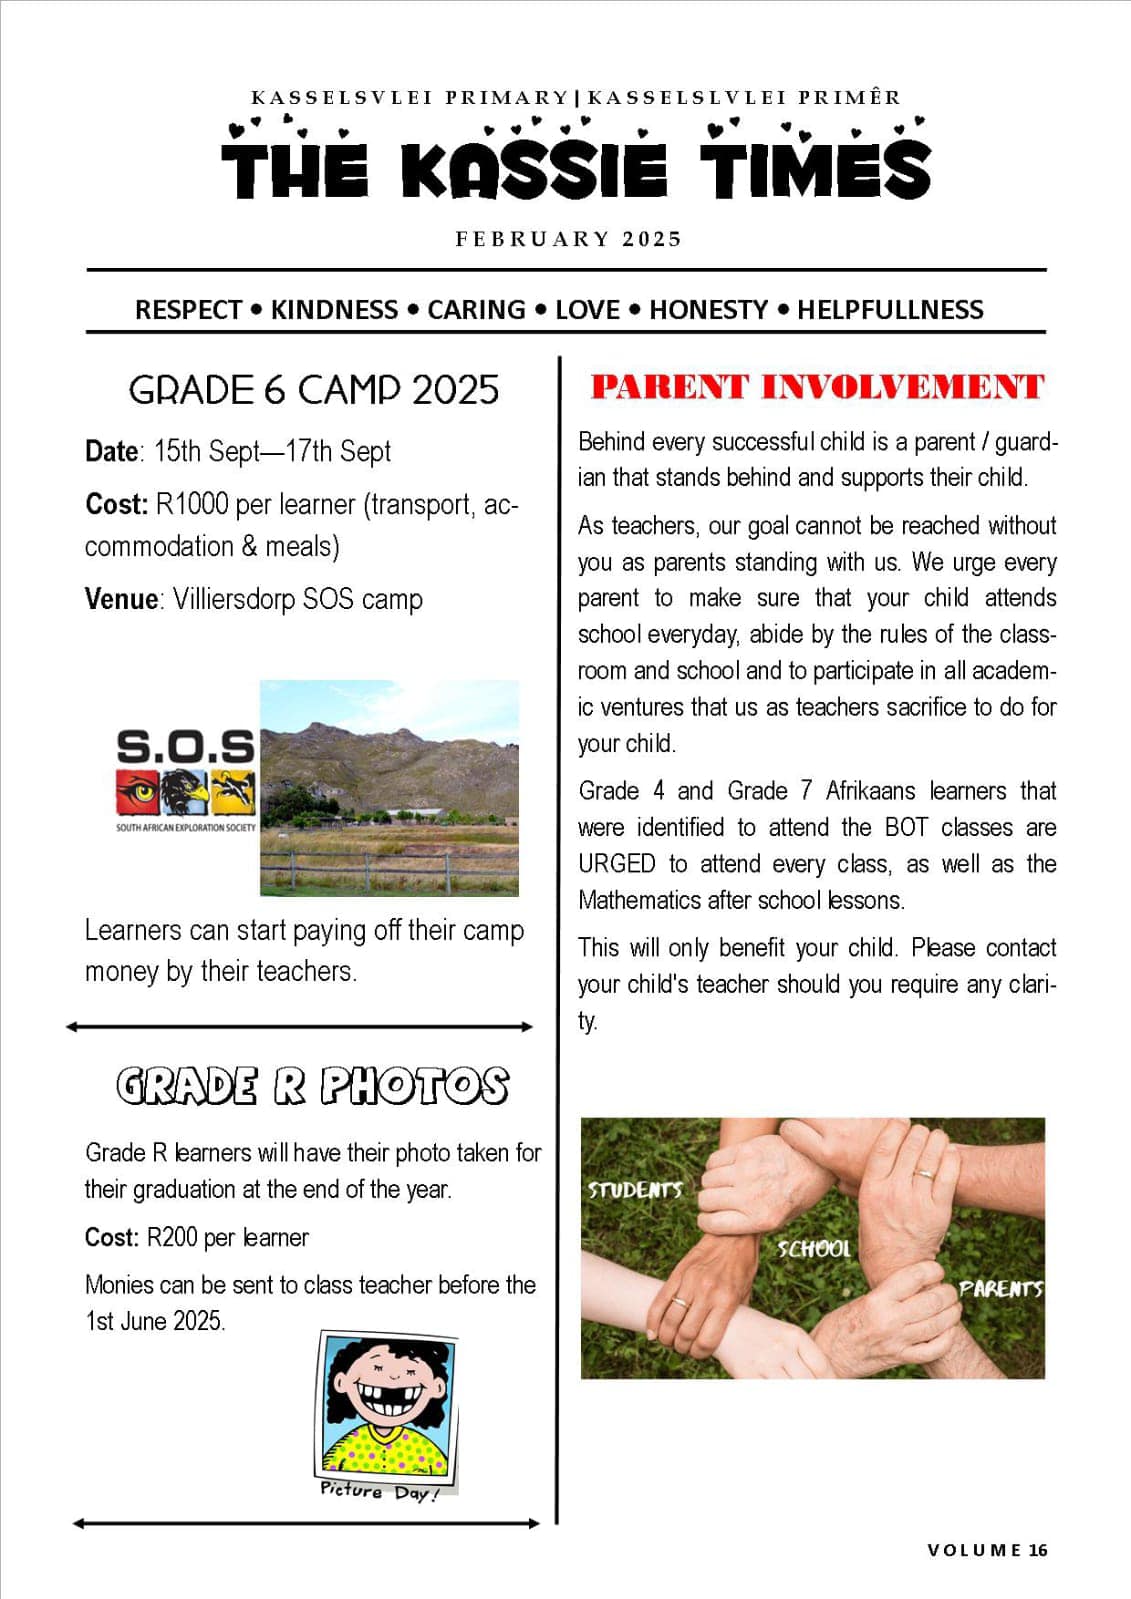 KASSELSVLEI PRIMARY|KASSELSLVLEI PRIMÊR
THE KASSIE TIMES
FEBRUARY 2025
RESPECT • KINDNESS • CARING • LOVE • HONESTY • HELPFULLNESS
GRADE 6 CAMP 2025
Date: 15th Sept—17th Sept
Cost: R1000 per learner (transport, ac-
commodation & meals)
Venue: Villiersdorp SOS camp
S.O.S
SOUTH AFRICAN EXPLORATION SOCIETY
Learners can start paying off their camp
money by their teachers.
GRADE R PHOTOS
Grade R learners will have their photo taken for
their graduation at the end of the year.
Cost: R200 per learner
Monies can be sent to class teacher before the
1st June 2025.
Picture Day!
PARENT INVOLVEMENT
Behind every successful child is a parent / guard-
ian that stands behind and supports their child.
As teachers, our goal cannot be reached without
you as parents standing with us. We urge every
parent to make sure that your child attends
school everyday, abide by the rules of the class-
room and school and to participate in all academ-
ic ventures that us as teachers sacrifice to do for
your child.
Grade 4 and Grade 7 Afrikaans learners that
were identified to attend the BOT classes are
URGED to attend every class, as well as the
Mathematics after school lessons.
This will only benefit your child. Please contact
your child's teacher should you require any clari-
ty.
STUDENTS
SCHOOL
PARENTS
VOLUME 16